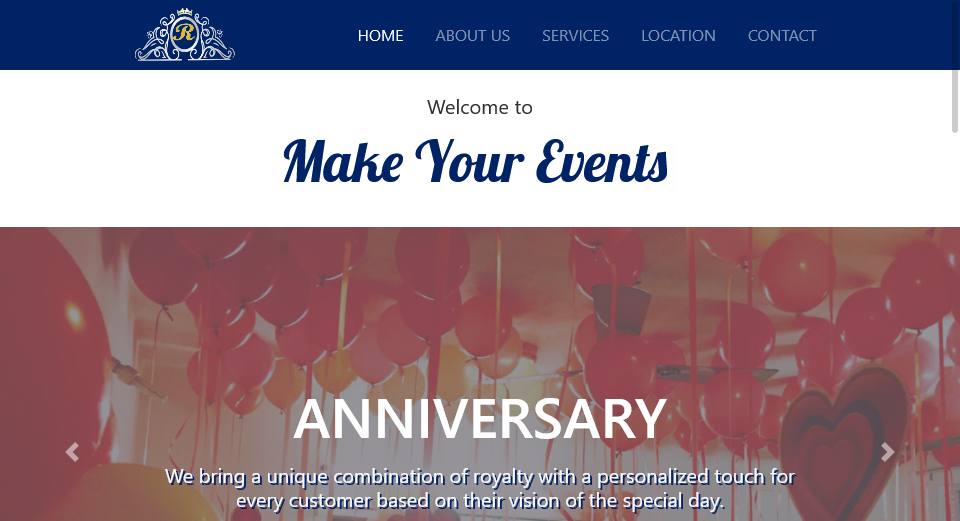 R
HOME ABOUT US SERVICES LOCATION CONTACT
Welcome to
Make Your Events
ANNIVERSARY
We bring a unique combination of royalty with a personalized touch for
every customer based on their vision of the special day.